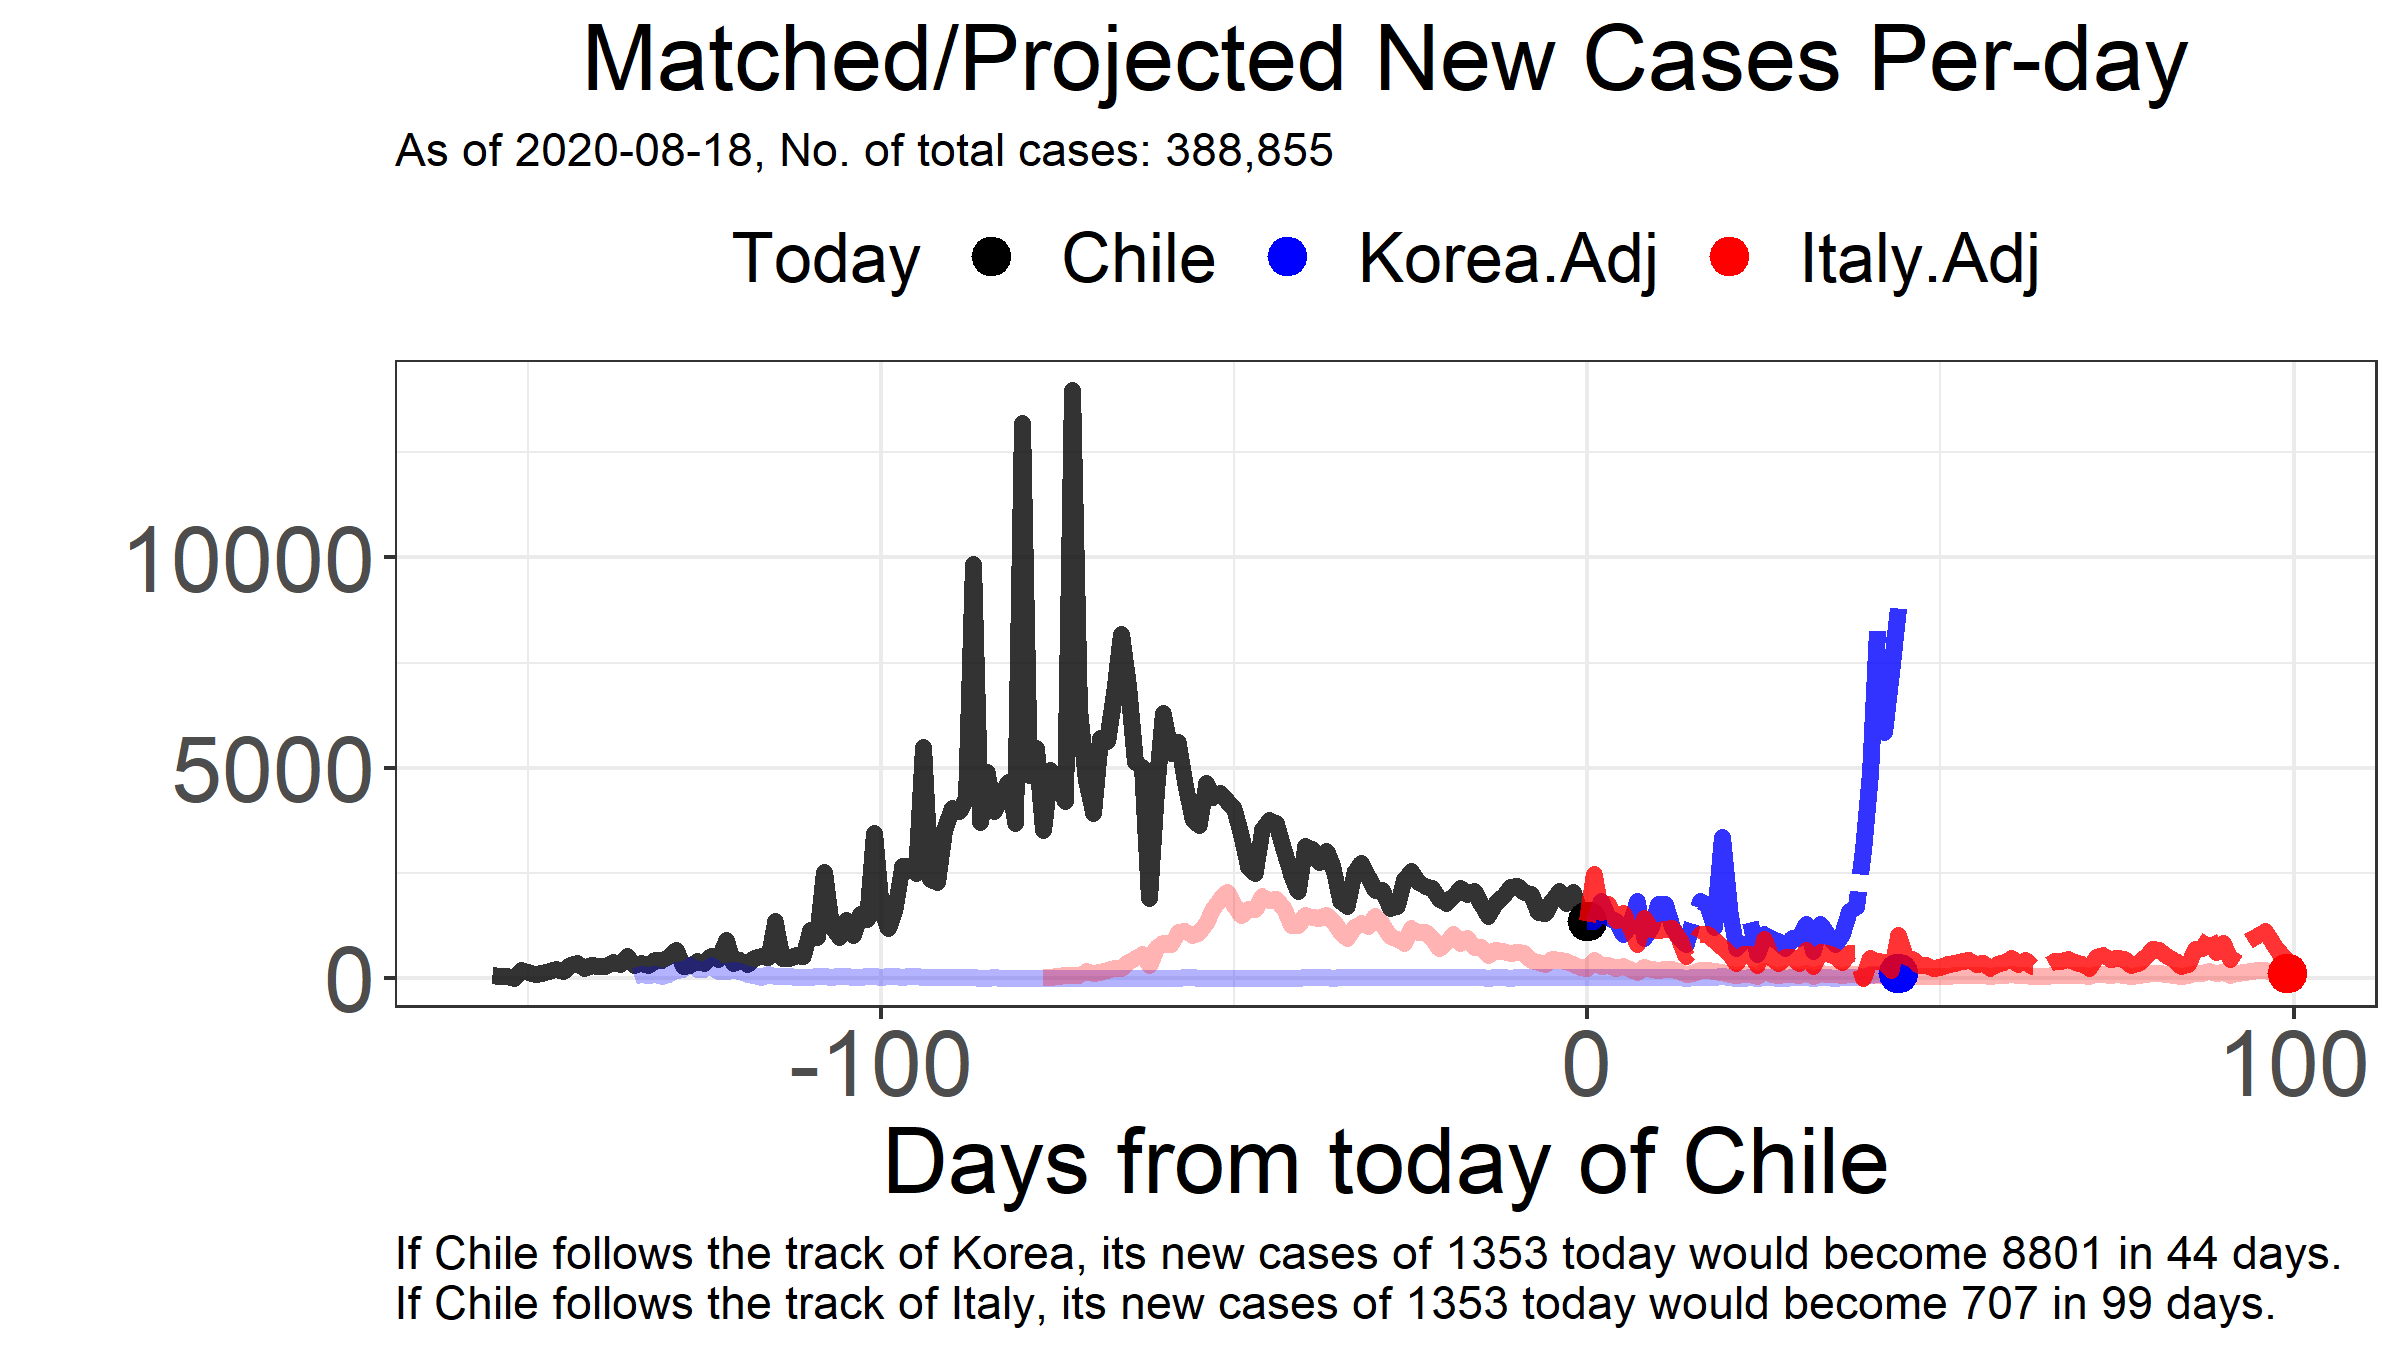 Matched/Projected New Cases Per-day
As of 2020-08-18, No. of total cases: 388,855
Today Chile Korea.Adj Italy.Adj
10000
5000
0
-100 0 100
Days from today of Chile
If Chile follows the track of Korea, its new cases of 1353 today would become 8801 in 44 days.
If Chile follows the track of Italy, its new cases of 1353 today would become 707 in 99 days.